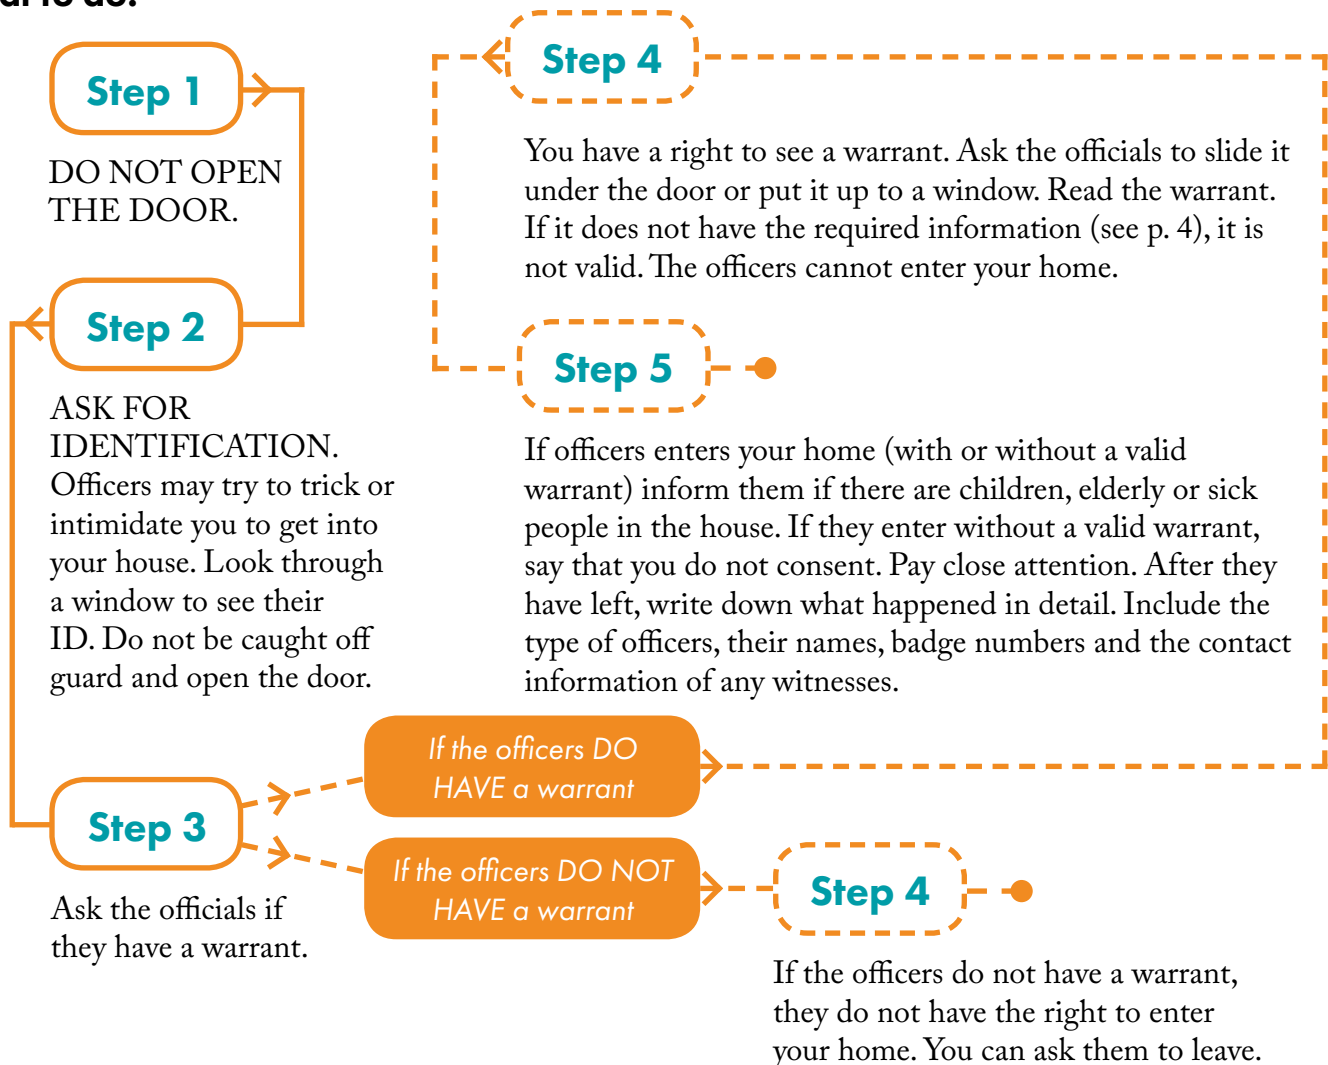 to do.
Step 1
DO NOT OPEN
THE DOOR.
Step 2
ASK FOR
IDENTIFICATION.
Officers may try to trick or
intimidate you to get into
your house. Look through
a window to see their
ID. Do not be caught off
guard and open the door.
Step 3
Ask the officials if
they have a warrant.
If the officers DO
HAVE a warrant
Step 4
You have a right to see a warrant. Ask the officials to slide it
under the door or put it up to a window. Read the warrant.
If it does not have the required information (see p. 4), it is
not valid. The officers cannot enter your home.
Step 5
If officers enters your home (with or without a valid
warrant) inform them if there are children, elderly or sick
people in the house. If they enter without a valid warrant,
say that you do not consent. Pay close attention. After they
have left, write down what happened in detail. Include the
type of officers, their names, badge numbers and the contact
information of any witnesses.
If the officers DO NOT
HAVE a warrant
Step 4
If the officers do not have a warrant,
they do not have the right to enter
your home. You can ask them to leave.